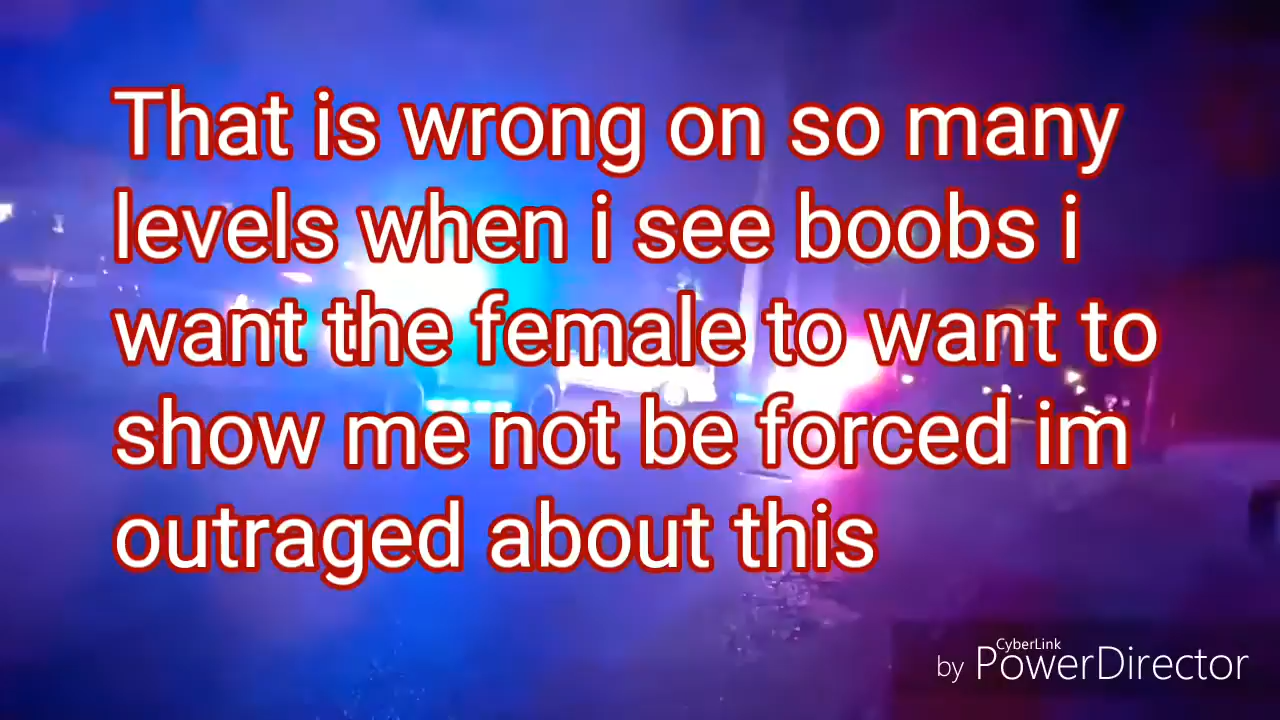 That is wrong on so many
levels when i see boobs i
want the female to want to
show me not be forced im
outraged about this
CyberLink
by PowerDirector